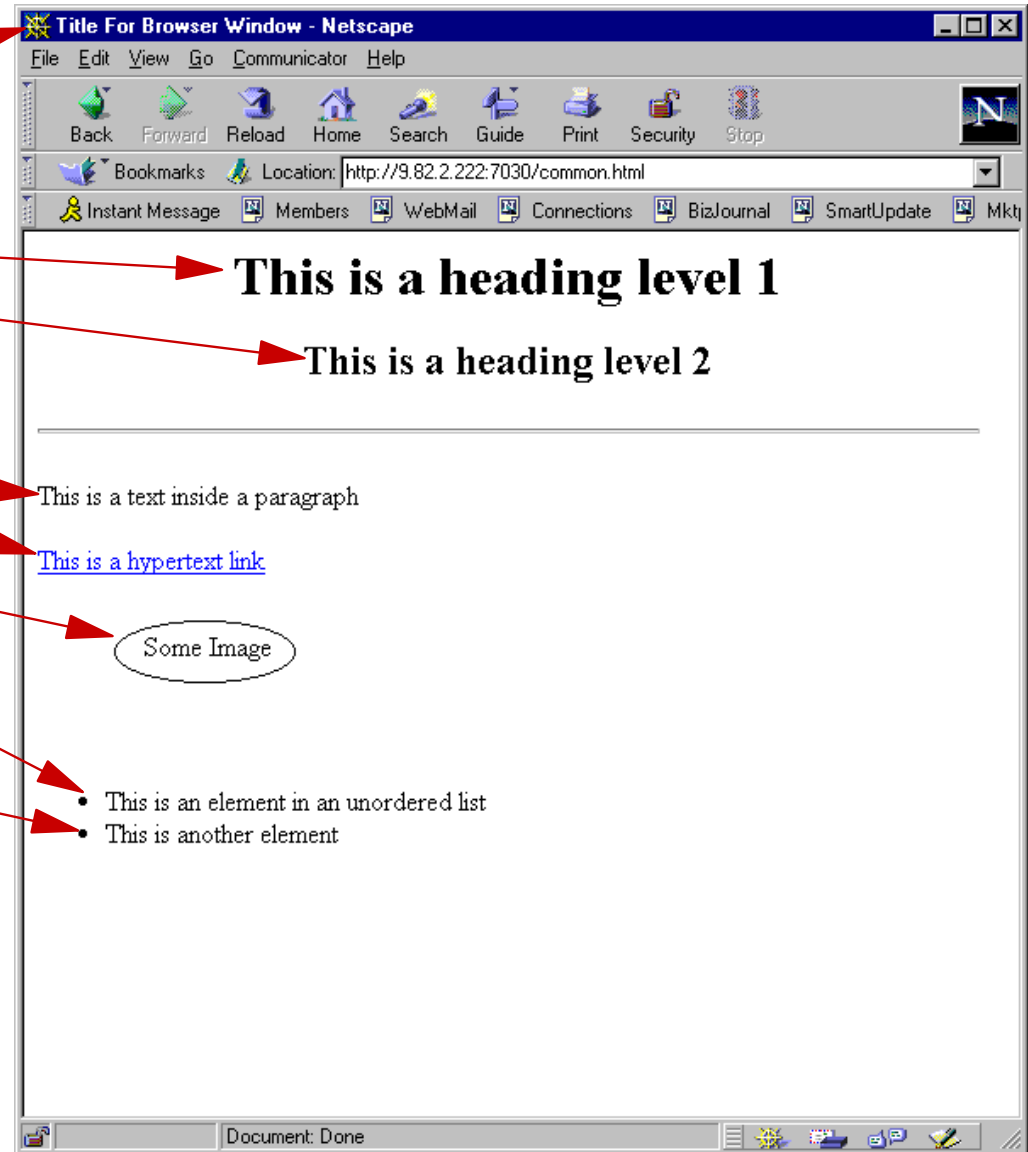 Title For Browser Window - Netscape
File Edit View Go Communicator Help
Back Forward Reload Home Search Guide Print Security Stop
N
Bookmarks Location: http://9.82.2.222:7030/common.html
Instant Message Members WebMail Connections BizJournal SmartUpdate Mktp
This is a heading level 1
This is a heading level 2
This is a text inside a paragraph
This is a hypertext link
Some Image
• This is an element in an unordered list
• This is another element
Document: Done